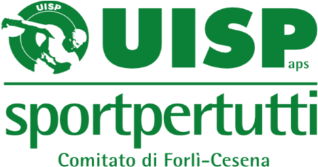 UISP
UISP
aps
sportpertutti
Comitato di Forlì-Cesena